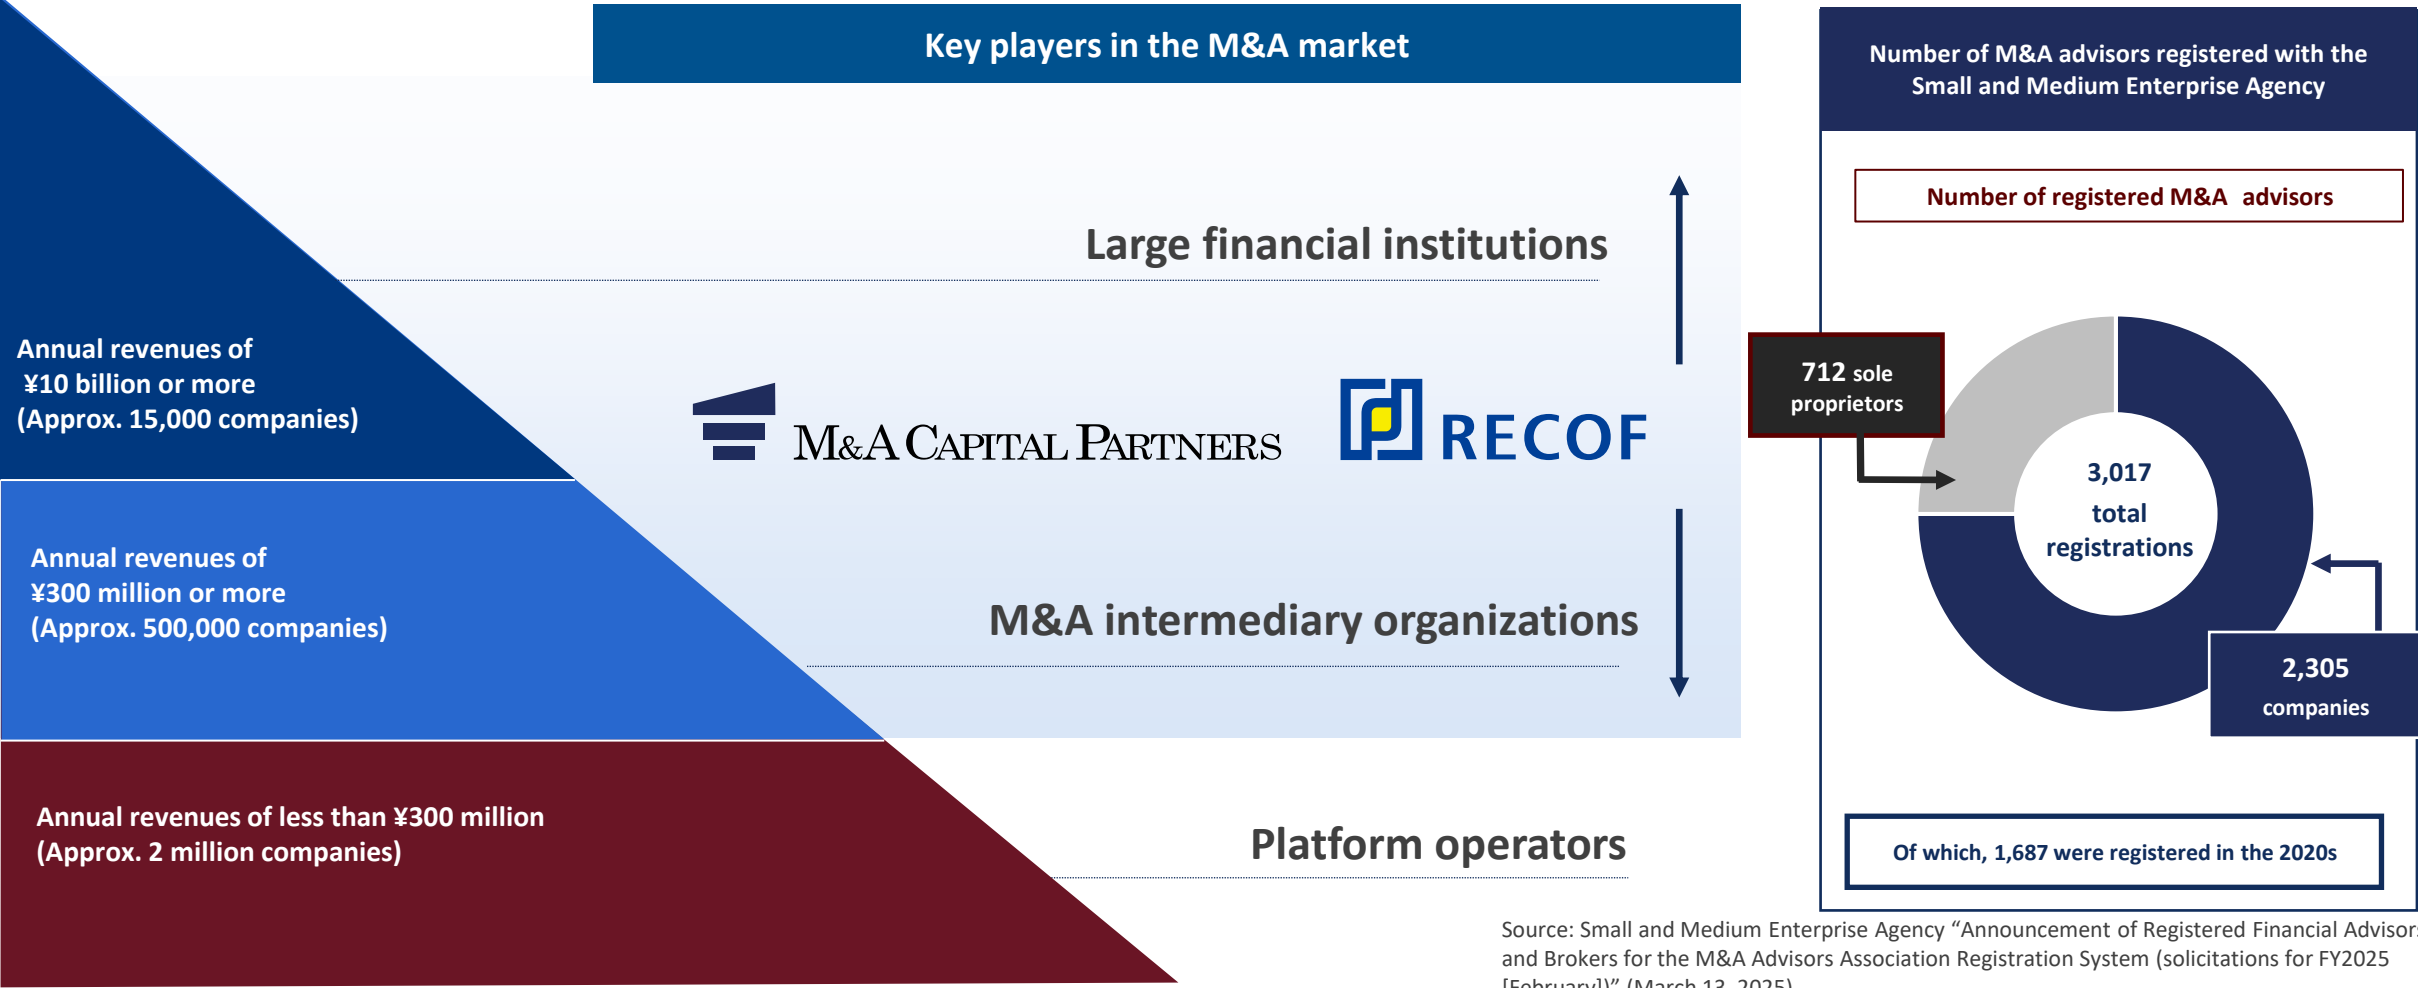 Key players in the M&A market
Large financial institutions
Annual revenues of
¥10 billion or more
(Approx. 15,000 companies)
M&A CAPITAL PARTNERS
RECOF
Annual revenues of
¥300 million or more
(Approx. 500,000 companies)
M&A intermediary organizations
Annual revenues of less than ¥300 million
(Approx. 2 million companies)
Platform operators
Number of M&A advisors registered with the
Small and Medium Enterprise Agency
Number of registered M&A advisors
712 sole
proprietors
3,017
total
registrations
2,305
companies
Of which, 1,687 were registered in the 2020s
Source: Small and Medium Enterprise Agency “Announcement of Registered Financial Advisors
and Brokers for the M&A Advisors Association Registration System (solicitations for FY2025
[February])” (March 13, 2025)